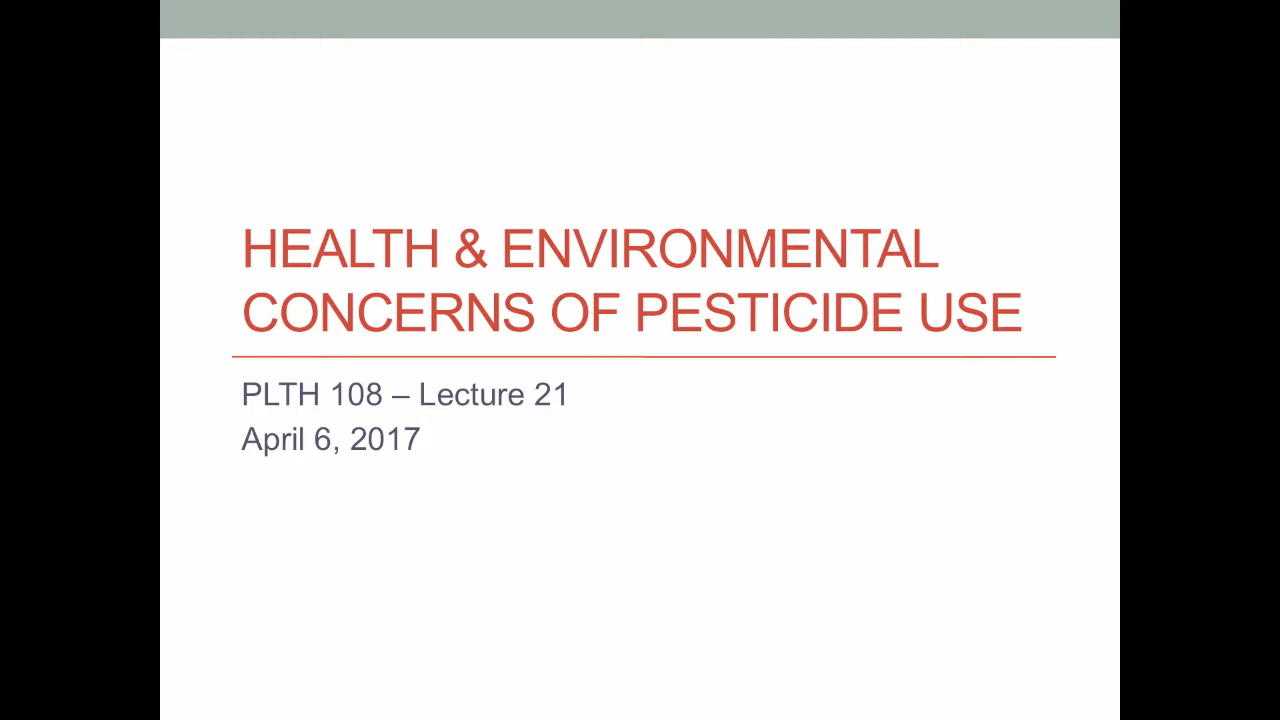 HEALTH & ENVIRONMENTAL
CONCERNS OF PESTICIDE USE
PLTH 108 – Lecture 21
April 6, 2017